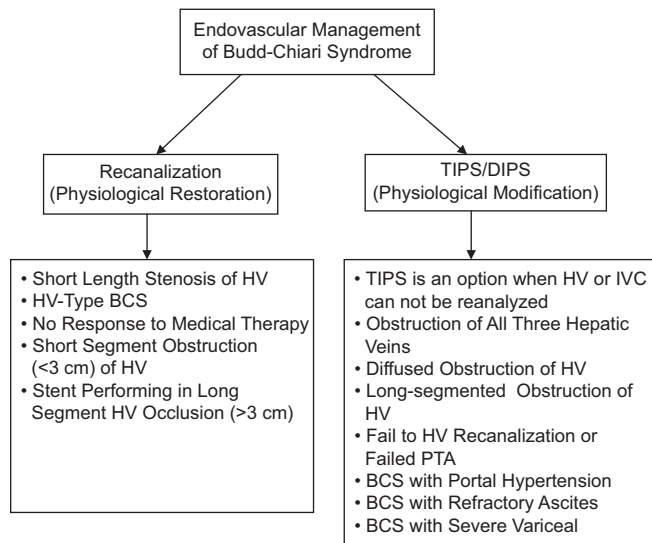 Endovascular Management
of Budd-Chiari Syndrome
Recanalization
(Physiological Restoration)
TIPS/DIPS
(Physiological Modification)
• Short Length Stenosis of HV
• HV-Type BCS
• No Response to Medical Therapy
• Short Segment Obstruction
(<3 cm) of HV
• Stent Performing in Long
Segment HV Occlusion (>3 cm)
• TIPS is an option when HV or IVC
can not be reanalyzed
• Obstruction of All Three Hepatic
Veins
• Diffused Obstruction of HV
• Long-segmented Obstruction of
HV
• Fail to HV Recanalization or
Failed PTA
• BCS with Portal Hypertension
• BCS with Refractory Ascites
• BCS with Severe Variceal